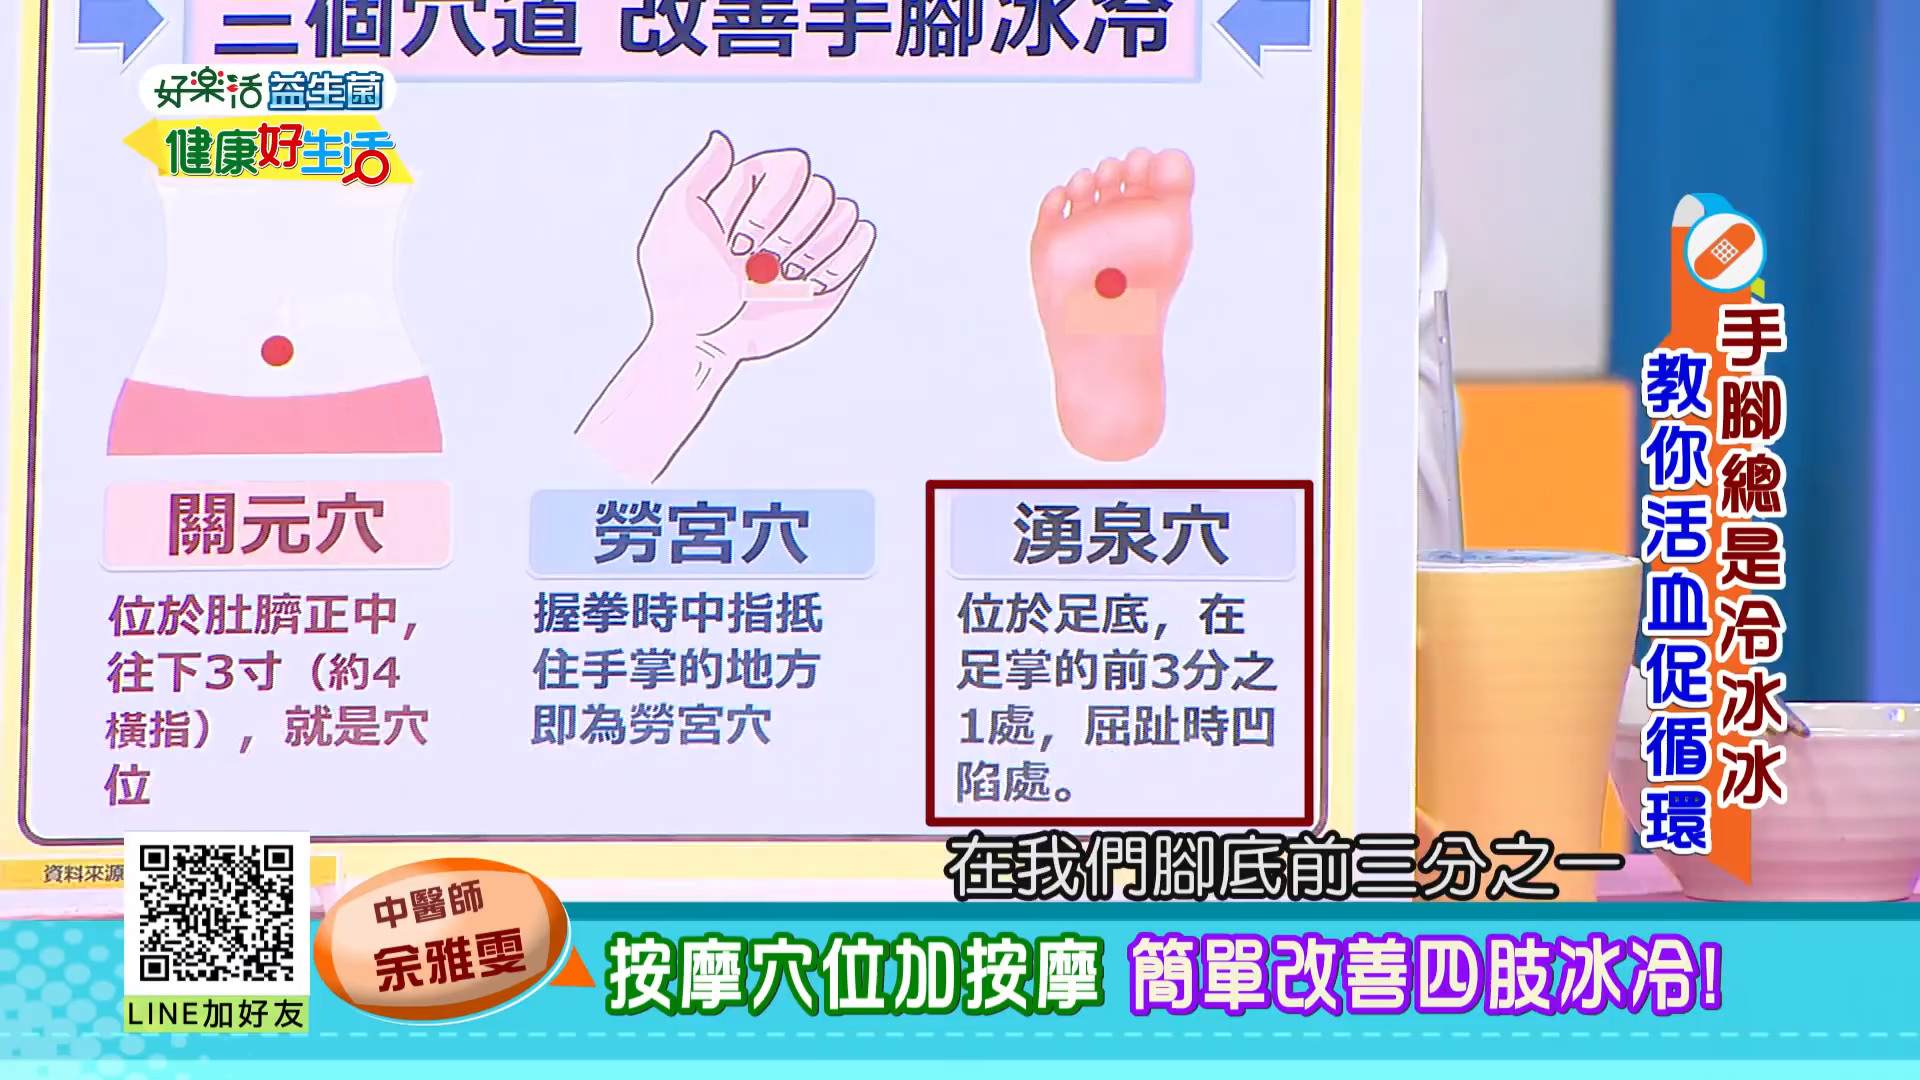 三個穴道 改善手腳冰冷
好樂活益生菌
健康好生活
關元穴
位於肚臍正中,
往下3寸(約4
橫指),就是穴
位
勞宮穴
握拳時中指抵
住手掌的地方
即為勞宮穴
湧泉穴
位於足底,在
足掌的前3分之
1處,屈趾時凹
陷處。
手腳總是冷冰冰
教你活血促循環
資料來源
在我們腳底前三分之一
LINE加好友
中醫師
余雅雯
按摩穴位加按摩 簡單改善四肢冰冷!